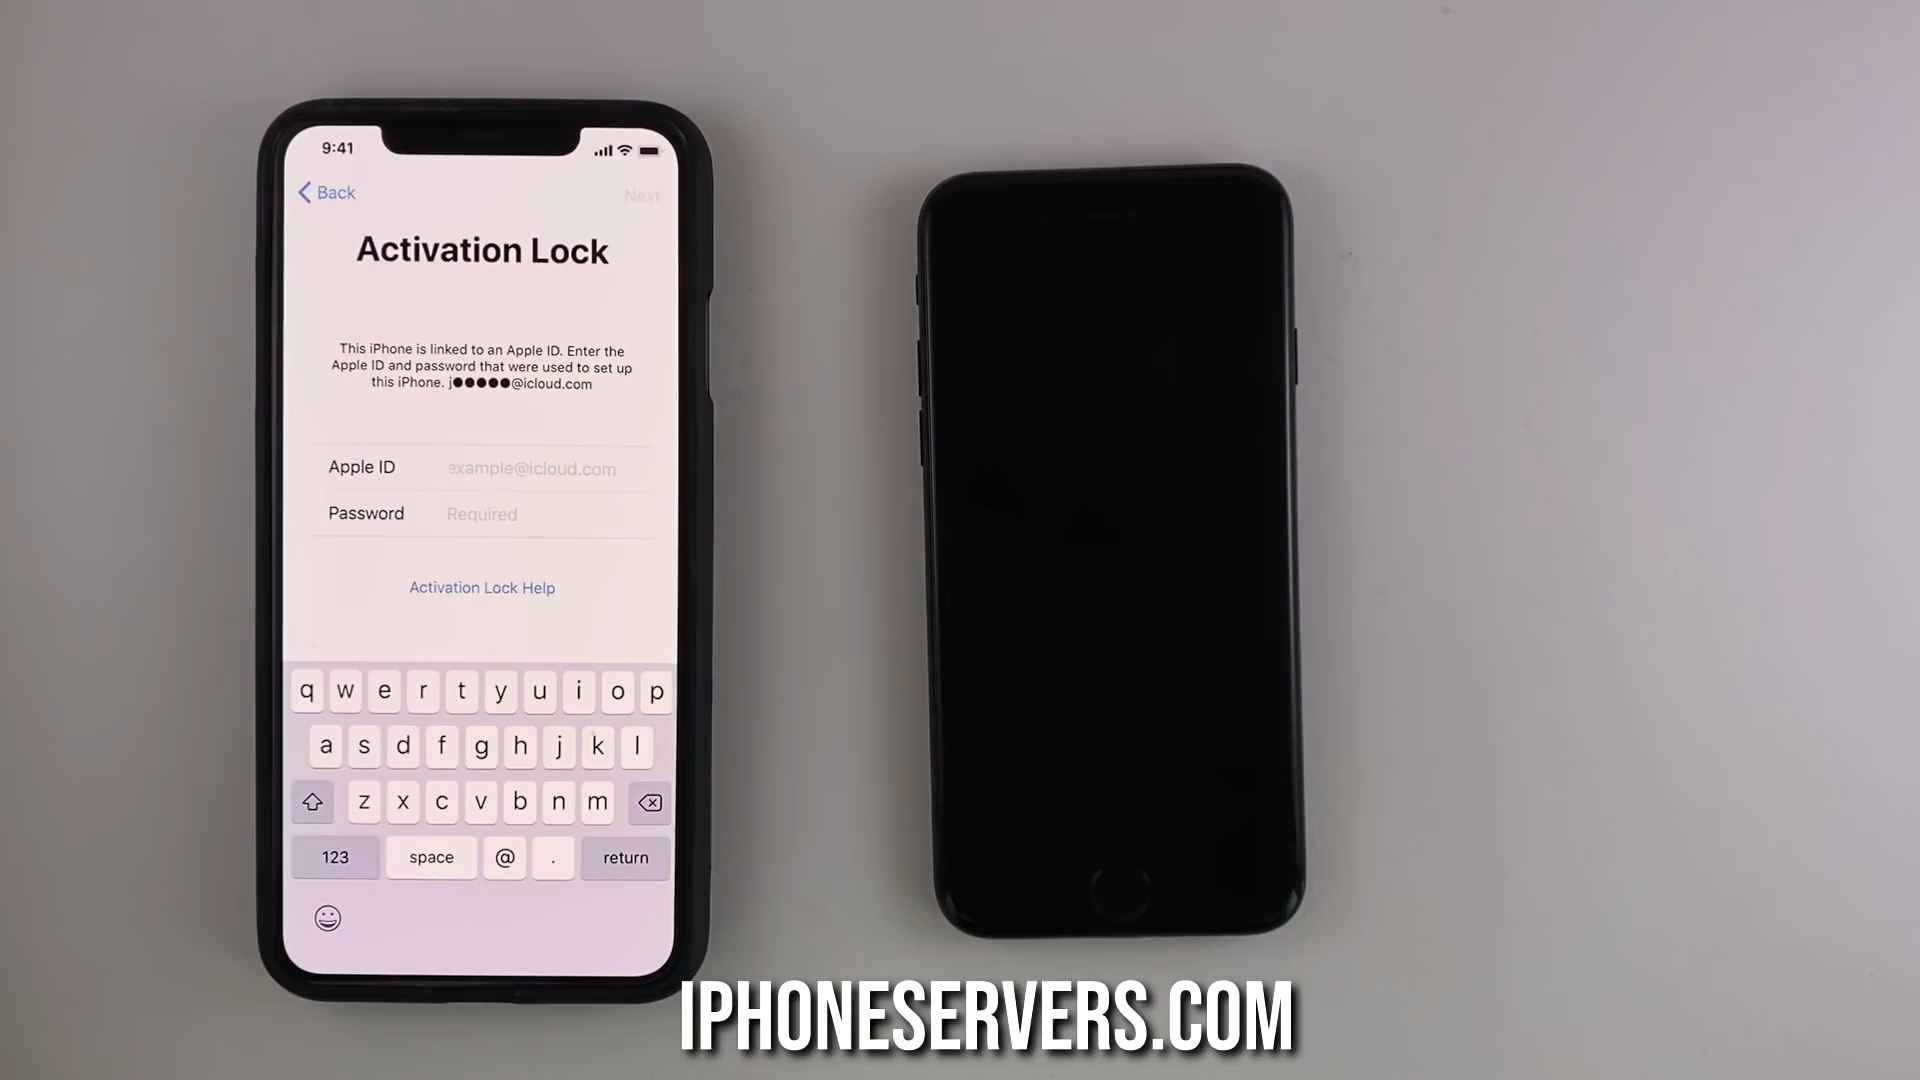 9:41
Back
Next
Activation Lock
This iPhone is linked to an Apple ID. Enter the
Apple ID and password that were used to set up
this iPhone. j●●●●●@icloud.com
Apple ID example@icloud.com
Password Required
Activation Lock Help
q w e r t y u i o p
a s d f g h j k l
z x c v b n m
123 space @ . return
IPHONESERVERS.COM